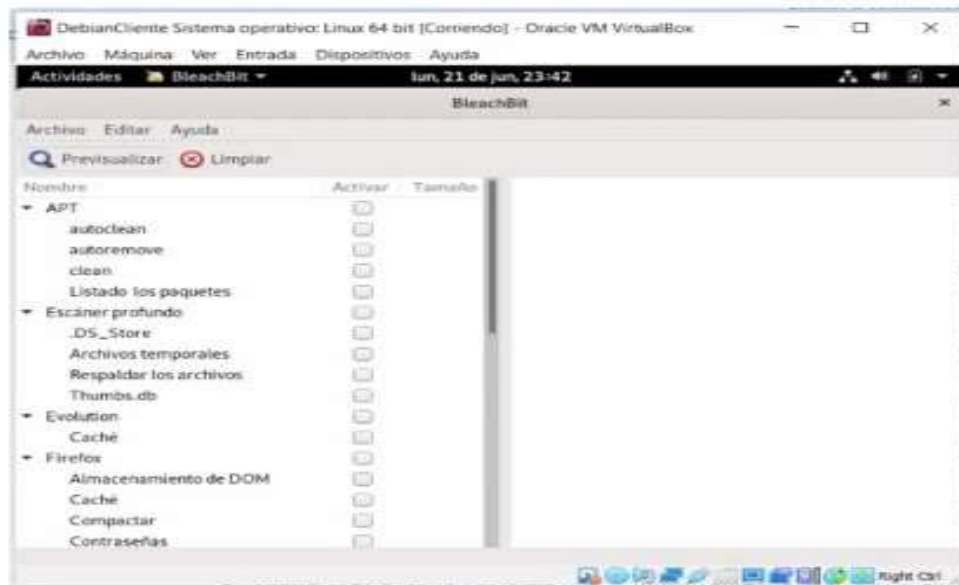 DebianCliente Sistema operativo: Linux 64 bit [Corriendo] - Oracle VM VirtualBox
Archivo Máquina Ver Entrada Dispositivos Ayuda
Actividades BleachBit lun, 21 de jun, 23:42
BleachBit
Archivo Editar Ayuda
Previsualizar Limpiar
Nombre Activar Tamaño
APT
autoclean
autoremove
clean
Listado los paquetes
Escáner profundo
.DS_Store
Archivos temporales
Respaldar los archivos
Thumbs.db
Evolution
Caché
Firefox
Almacenamiento de DOM
Caché
Compactar
Contraseñas
Right Ctrl